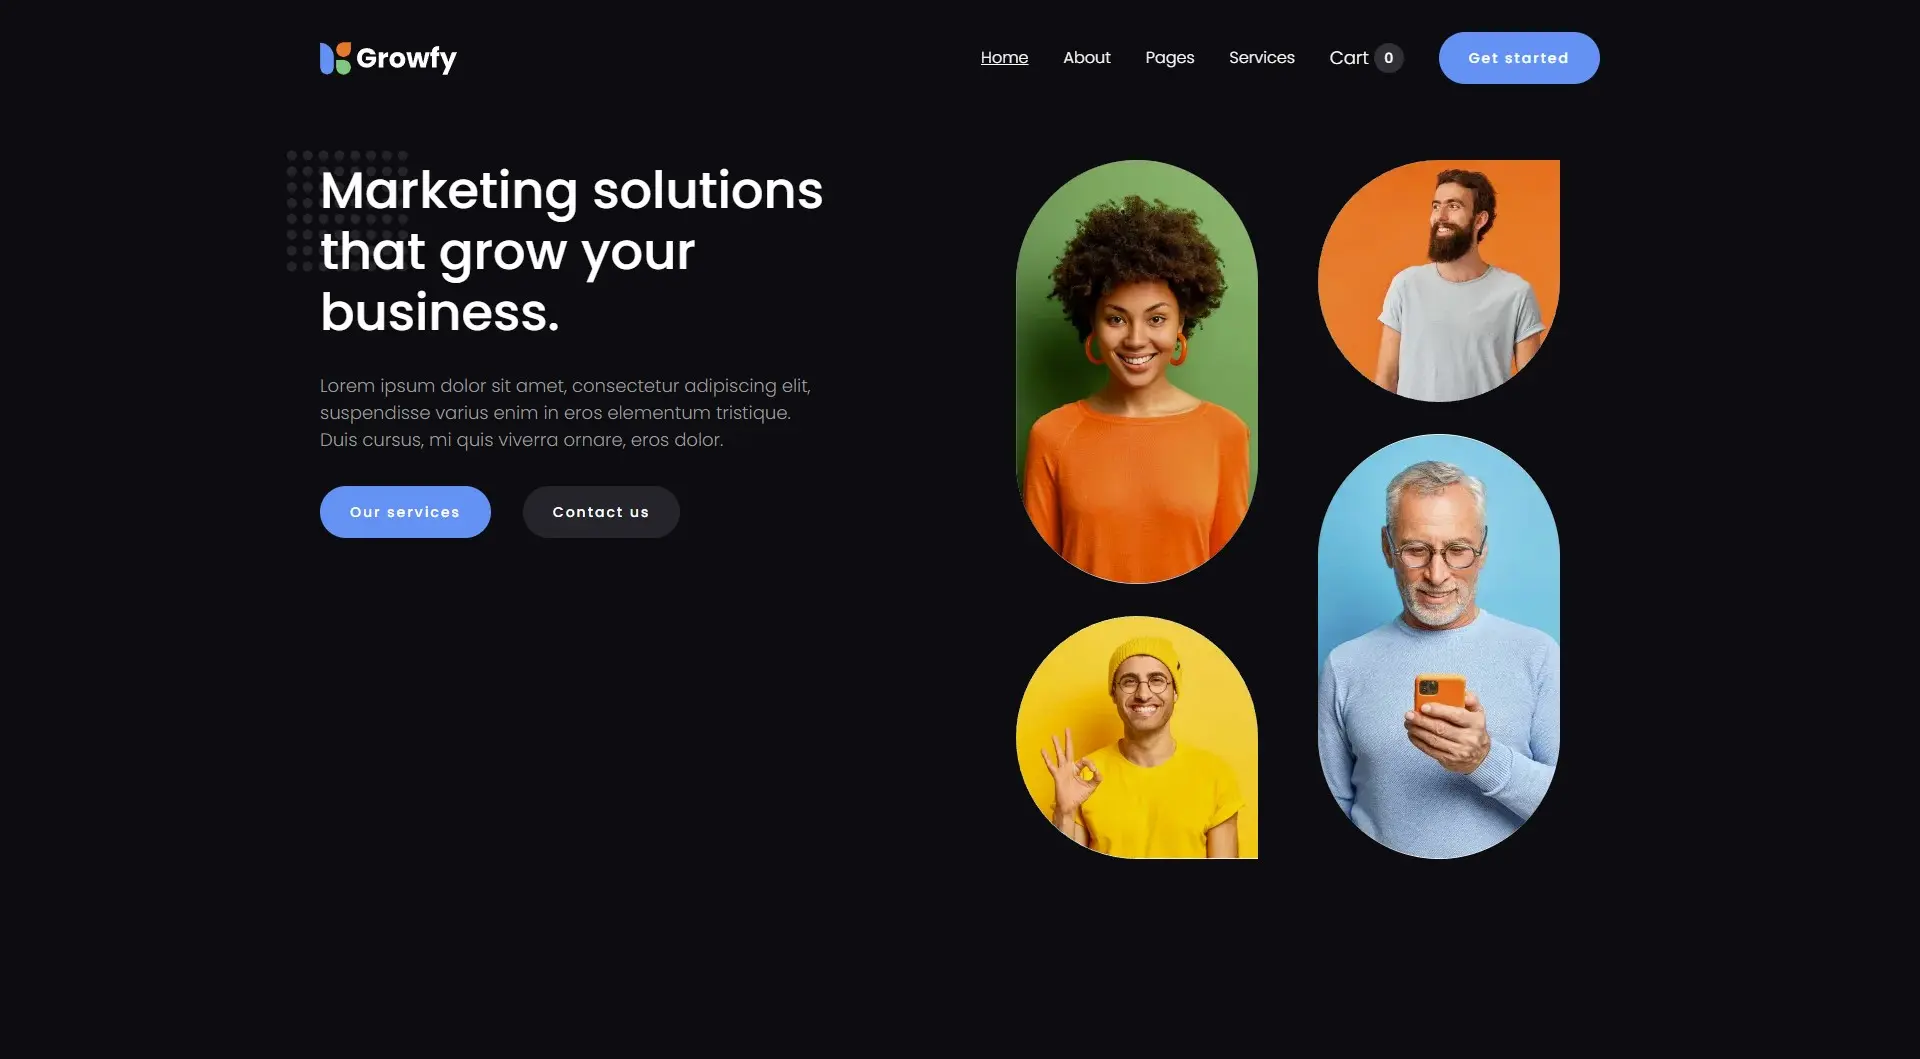 Growfy
Home About Pages Services Cart 0 Get started
Marketing solutions
that grow your
business.
Lorem ipsum dolor sit amet, consectetur adipiscing elit,
suspendisse varius enim in eros elementum tristique.
Duis cursus, mi quis viverra ornare, eros dolor.
Our services Contact us